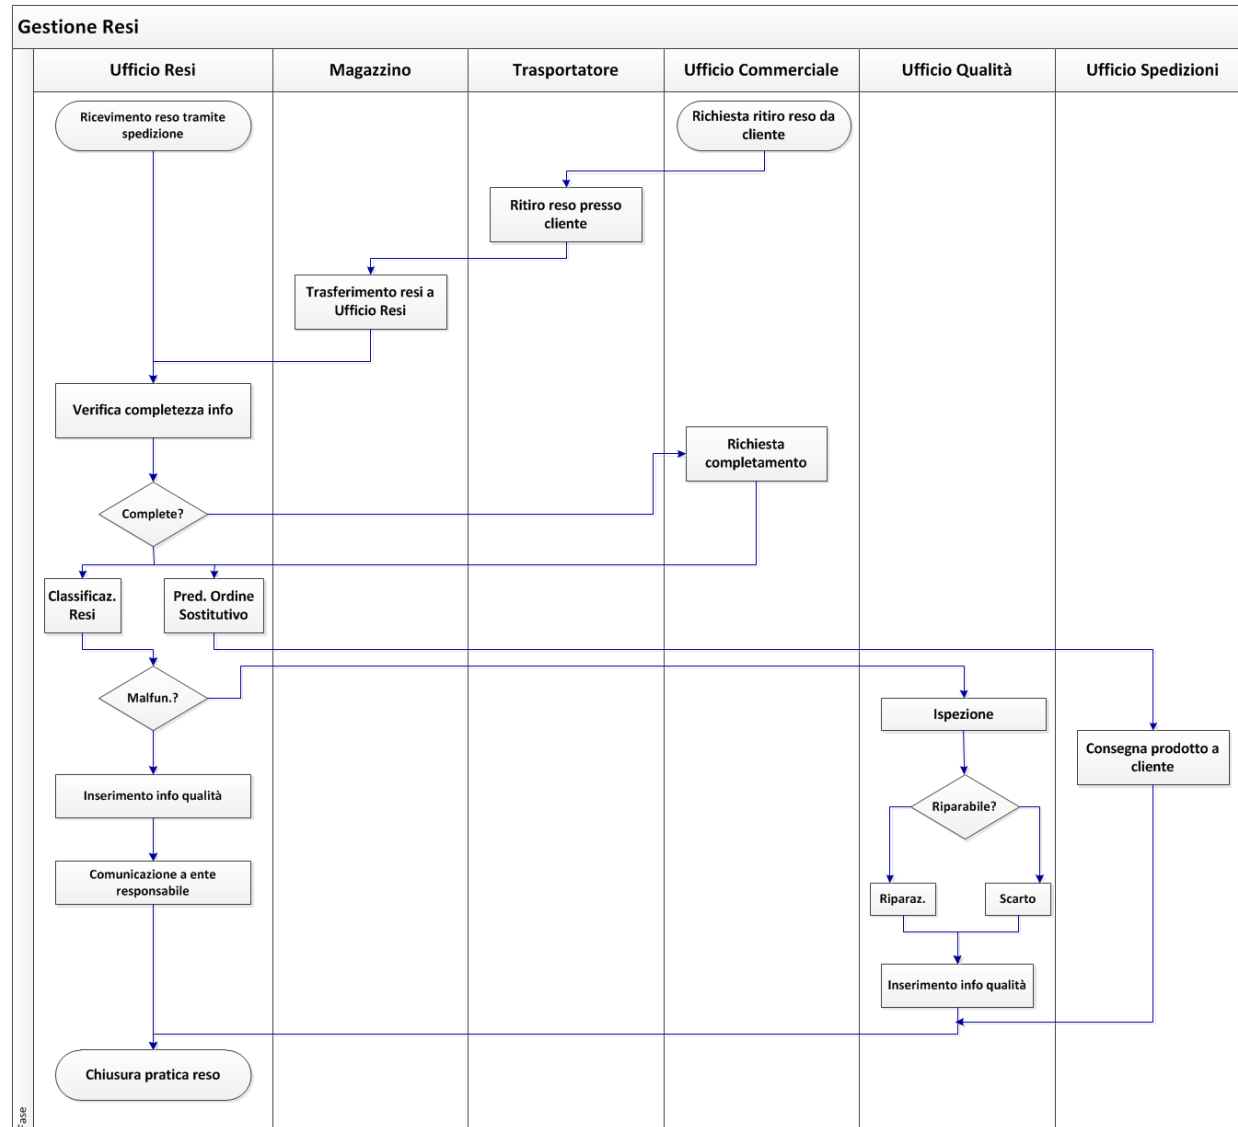 Gestione Resi
Ufficio Resi
Magazzino
Trasportatore
Ufficio Commerciale
Ufficio Qualità
Ufficio Spedizioni
Ricevimento reso tramite
spedizione
Richiesta ritiro reso da
cliente
Ritiro reso presso
cliente
Trasferimento resi a
Ufficio Resi
Verifica completezza info
Richiesta
completamento
Complete?
Classificaz.
Resi
Pred. Ordine
Sostitutivo
Malfun.?
Ispezione
Consegna prodotto a
cliente
Inserimento info qualità
Riparabile?
Comunicazione a ente
responsabile
Riparaz.
Scarto
Inserimento info qualità
Chiusura pratica reso
Fase